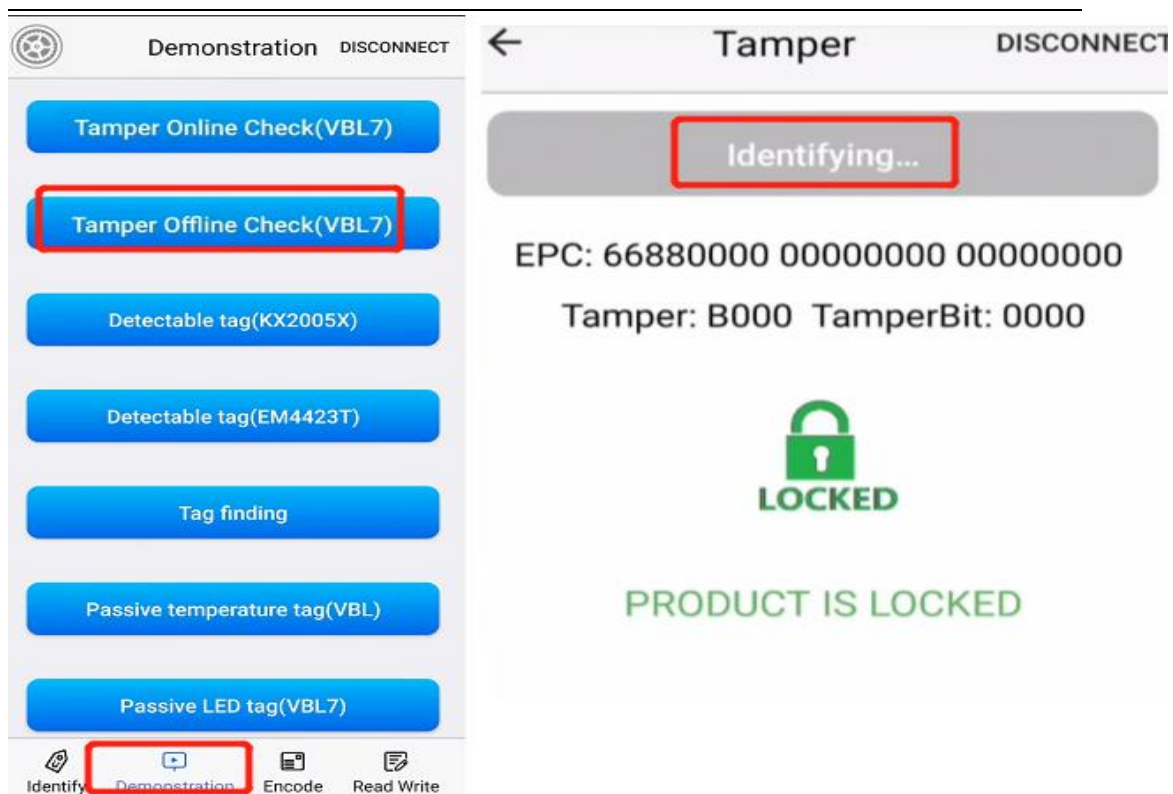 Demonstration DISCONNECT
Tamper Online Check(VBL7)
Tamper Offline Check(VBL7)
Detectable tag(KX2005X)
Detectable tag(EM4423T)
Tag finding
Passive temperature tag(VBL)
Passive LED tag(VBL7)
Identify Demonstration Encode Read Write
Tamper DISCONNECT
Identifying...
EPC: 66880000 00000000 00000000
Tamper: B000 TamperBit: 0000
LOCKED
PRODUCT IS LOCKED